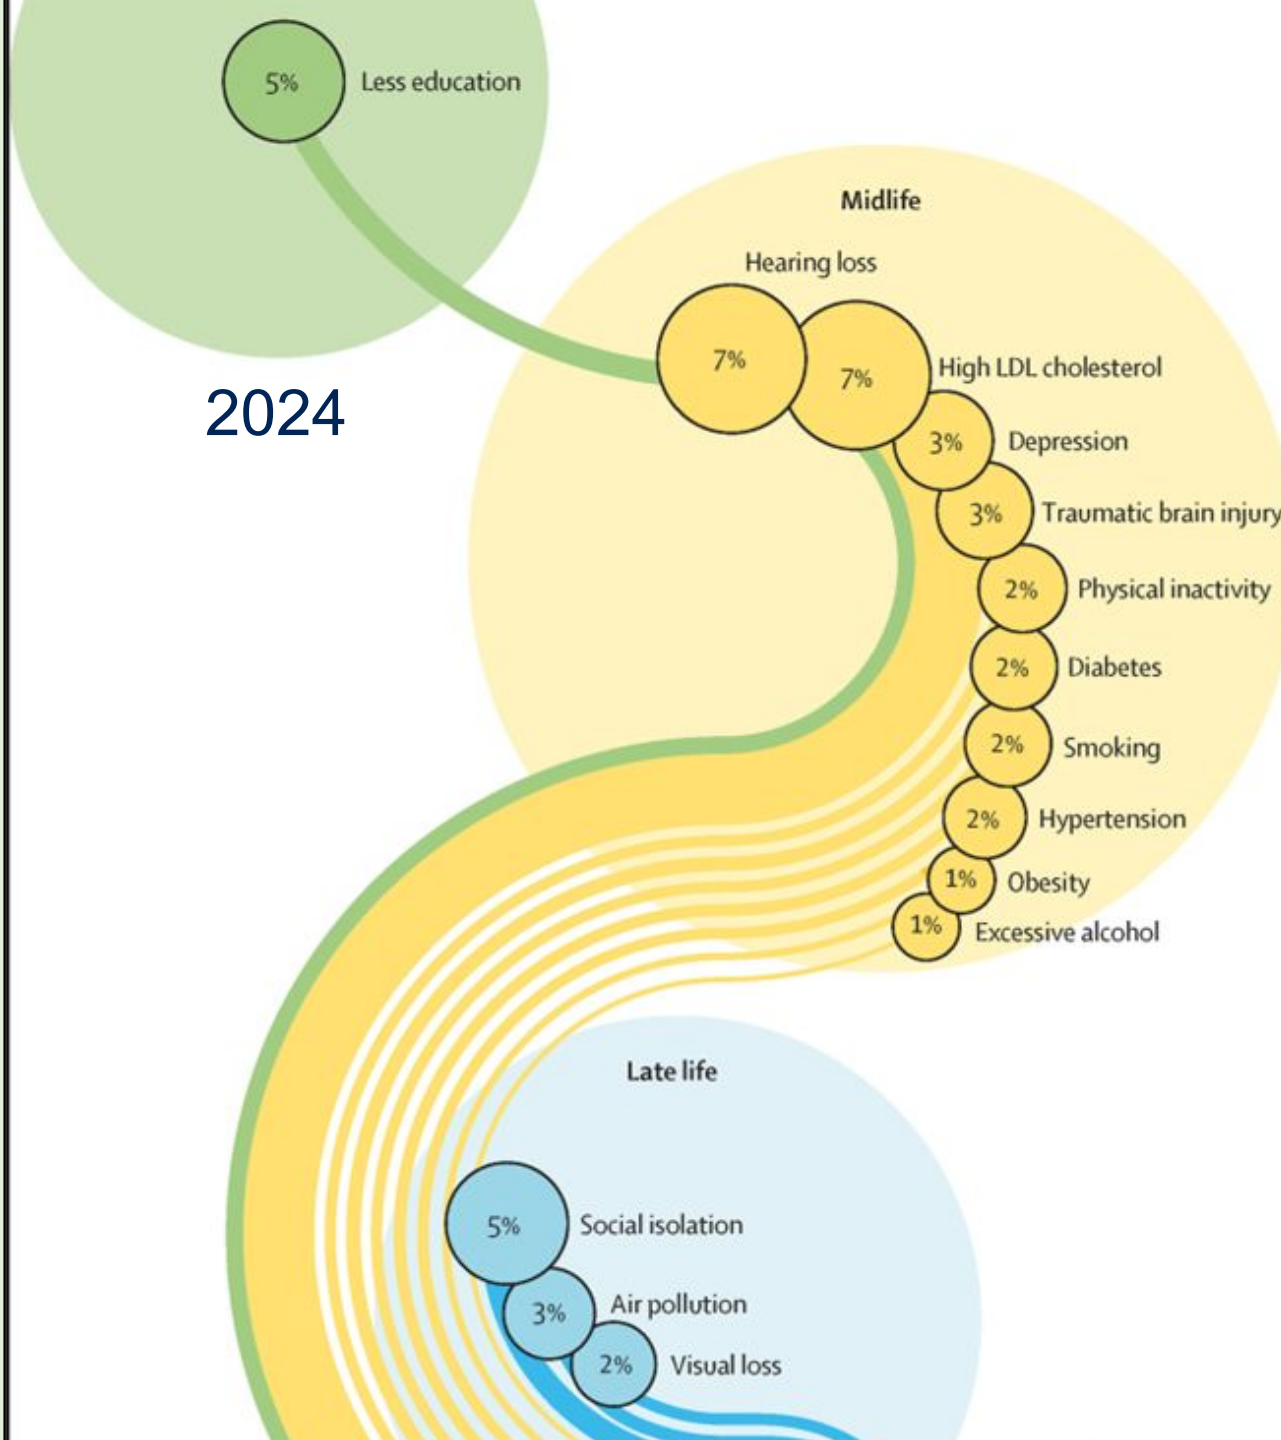 5% Less education
Midlife
Hearing loss
7%
7% High LDL cholesterol
2024
3% Depression
3% Traumatic brain injury
2% Physical inactivity
2% Diabetes
2% Smoking
2% Hypertension
1% Obesity
1% Excessive alcohol
Late life
5% Social isolation
3% Air pollution
2% Visual loss